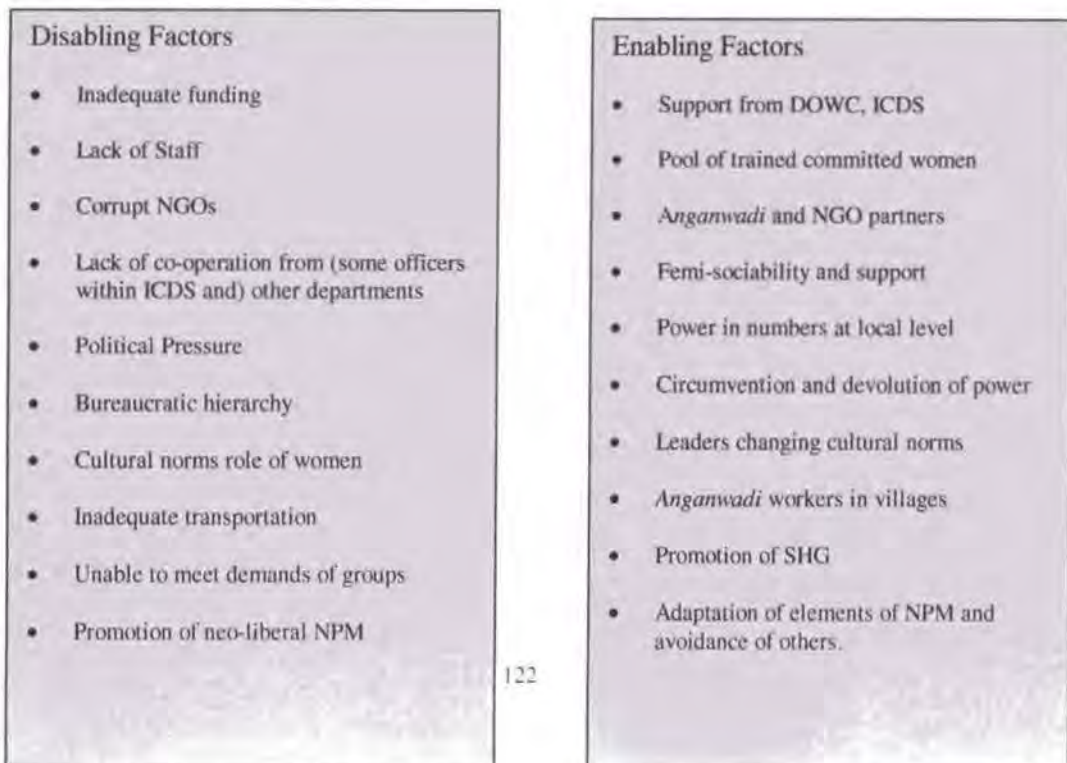 Disabling Factors
• Inadequate funding
• Lack of Staff
• Corrupt NGOs
• Lack of co-operation from (some officers
within ICDS and) other departments
• Political Pressure
• Bureaucratic hierarchy
• Cultural norms role of women
• Inadequate transportation
• Unable to meet demands of groups
• Promotion of neo-liberal NPM
Enabling Factors
• Support from DOWC, ICDS
• Pool of trained committed women
• Anganwadi and NGO partners
• Femi-sociability and support
• Power in numbers at local level
• Circumvention and devolution of power
• Leaders changing cultural norms
• Anganwadi workers in villages
• Promotion of SHG
• Adaptation of elements of NPM and
avoidance of others.
122